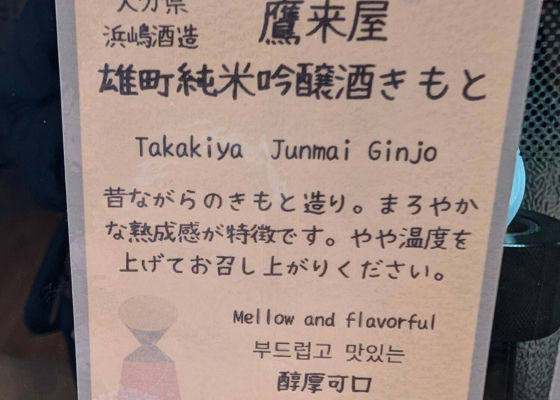 大分県
浜嶋酒造
鷹来屋
雄町純米吟醸酒きもと
Takakiya Junmai Ginjo
昔ながらのきもと造り。まろやか
な熟成感が特徴です。やや温度を
上げてお召し上がりください。
Mellow and flavorful
부드럽고 맛있는
醇厚可口